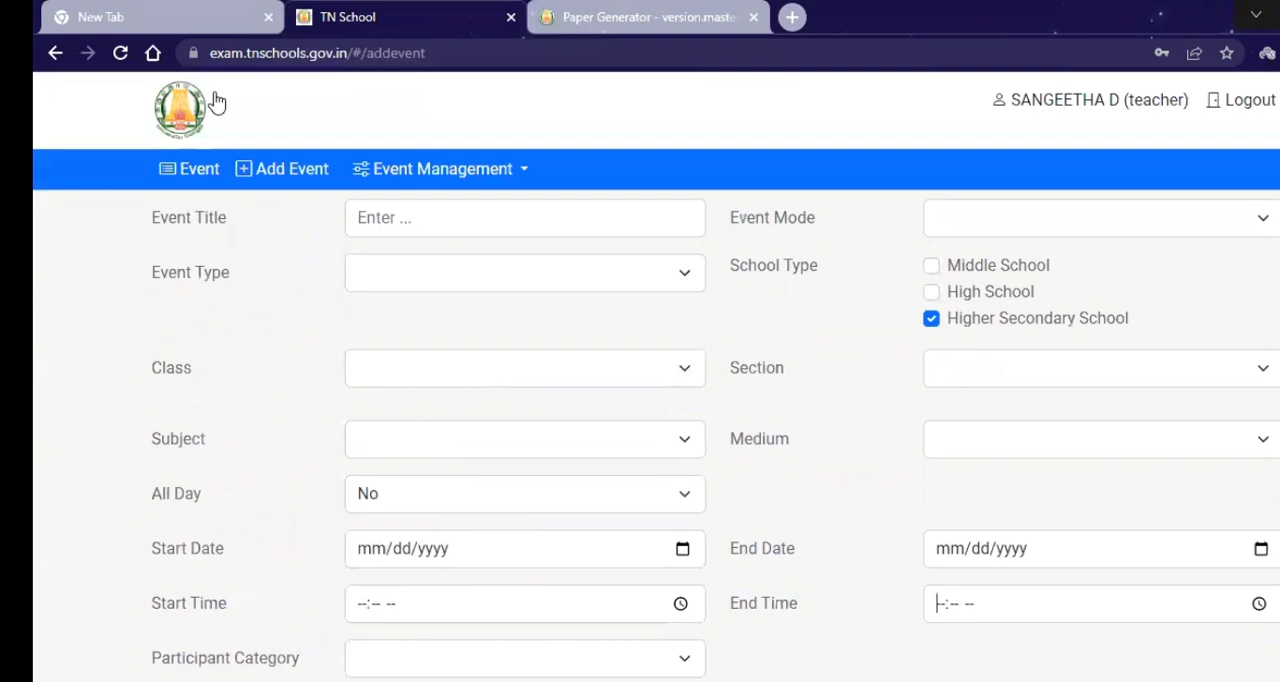 New Tab
TN School
Paper Generator - version.maste
exam.tnschools.gov.in/#/addevent
SANGEETHA D (teacher) Logout
Event Add Event Event Management
Event Title Enter ... Event Mode
Event Type School Type Middle School
High School
Higher Secondary School
Class Section
Subject Medium
All Day No
Start Date mm/dd/yyyy End Date mm/dd/yyyy
Start Time --:-- -- End Time --:-- --
Participant Category